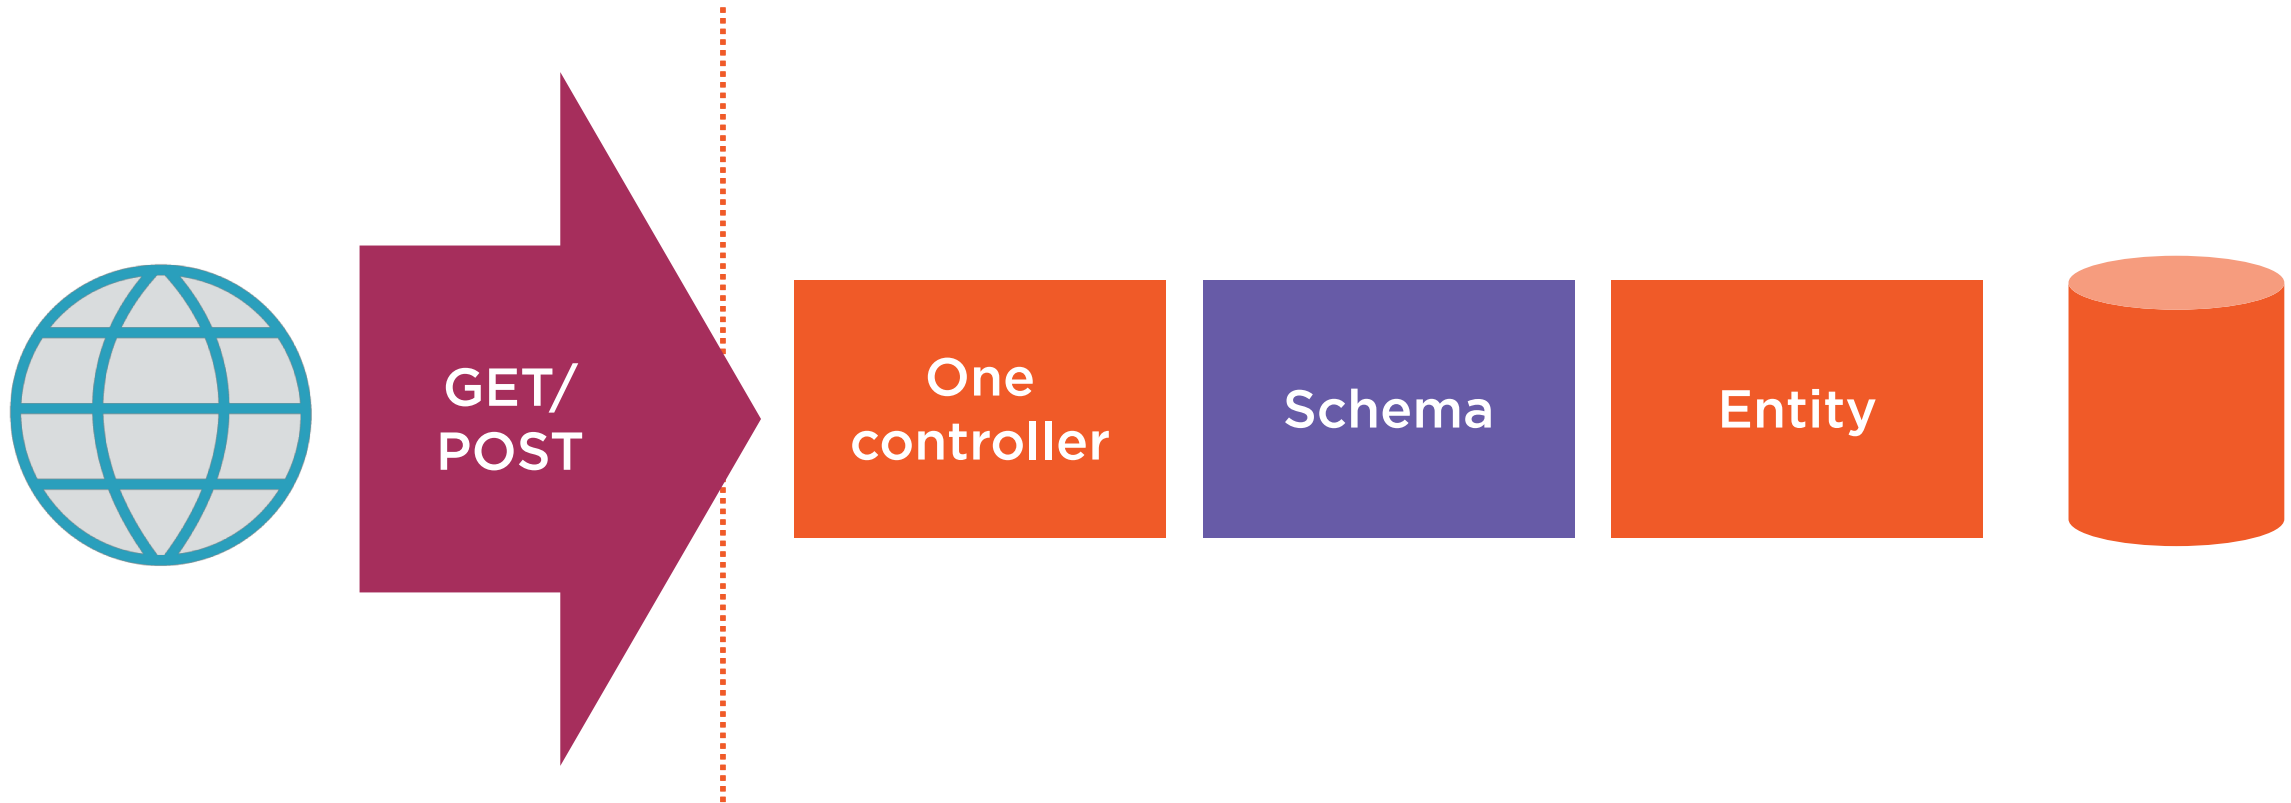 GET/
POST
One
controller
Schema
Entity